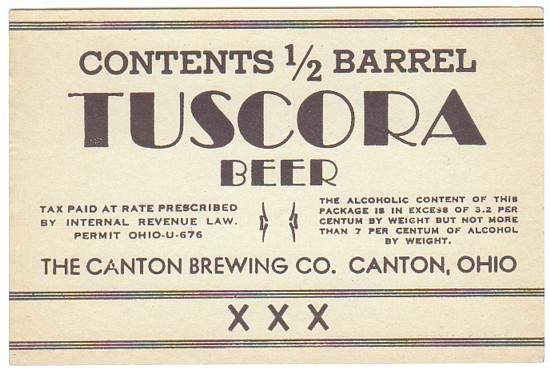 CONTENTS 1/2 BARREL
TUSCORA
BEER
TAX PAID AT RATE PRESCRIBED
BY INTERNAL REVENUE LAW.
PERMIT OHIO-U-676
THE ALCOHOLIC CONTENT OF THIS
PACKAGE IS IN EXCESS OF 3.2 PER
CENTUM BY WEIGHT BUT NOT MORE
THAN 7 PER CENTUM OF ALCOHOL
BY WEIGHT.
THE CANTON BREWING CO. CANTON, OHIO
X X X